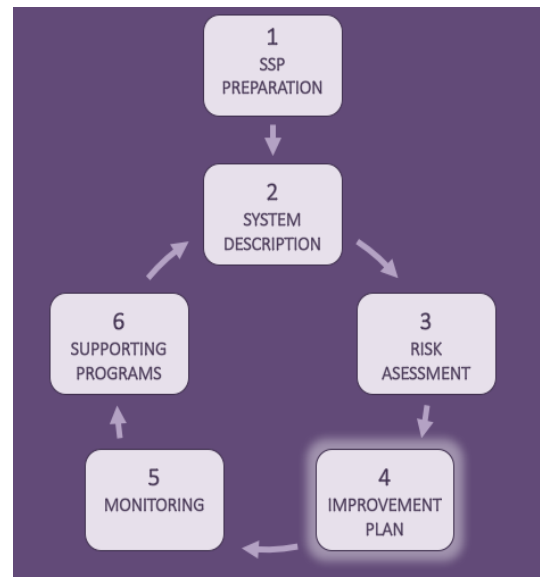 1
SSP
PREPARATION
2
SYSTEM
DESCRIPTION
3
RISK
ASESSMENT
4
IMPROVEMENT
PLAN
5
MONITORING
6
SUPPORTING
PROGRAMS